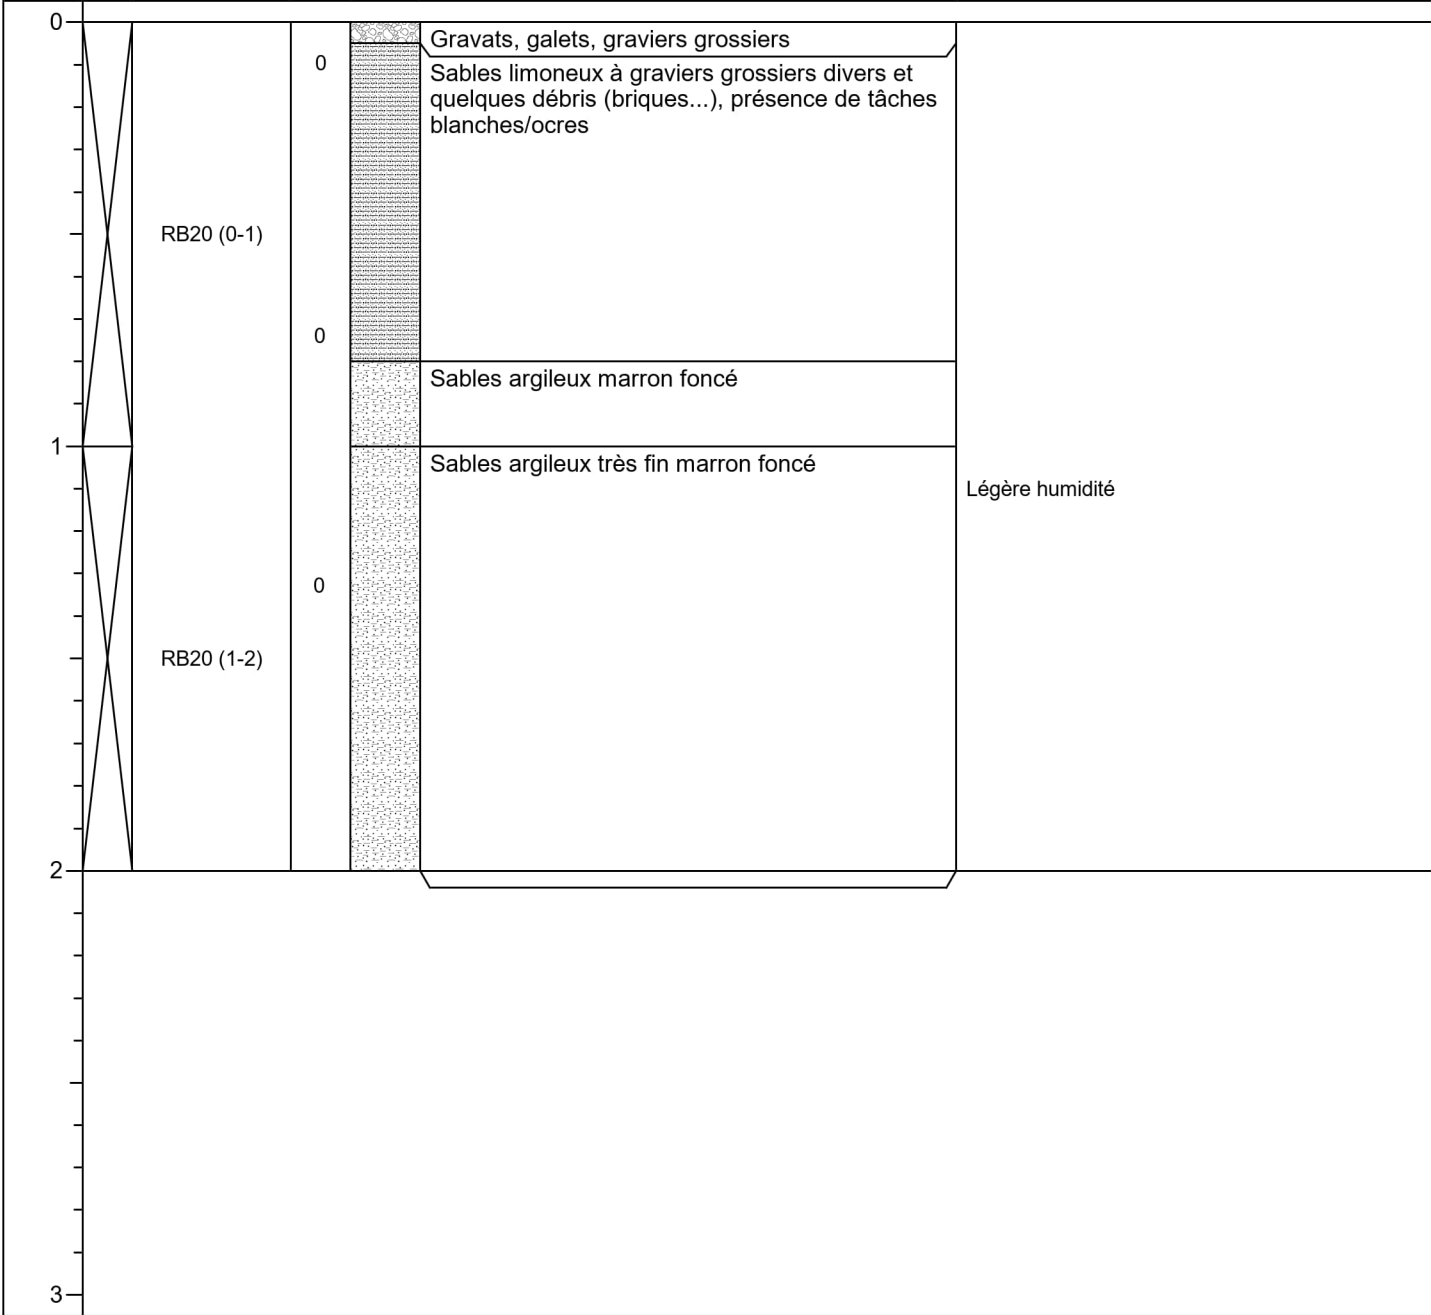 0
Gravats, galets, graviers grossiers
0
Sables limoneux à graviers grossiers divers et
quelques débris (briques...), présence de tâches
blanches/ocres
RB20 (0-1)
0
Sables argileux marron foncé
1
Sables argileux très fin marron foncé
Légère humidité
0
RB20 (1-2)
2
3